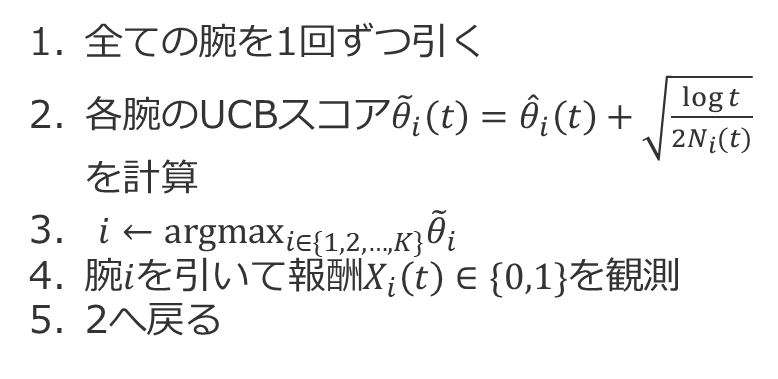 1. 全ての腕を1回ずつ引く
2. 各腕のUCBスコア$\tilde{\theta}_i(t) = \hat{\theta}_i(t) + \sqrt{\frac{\log t}{2N_i(t)}}$
を計算
3. $i \leftarrow \mathrm{argmax}_{i \in \{1,2,\ldots,K\}} \tilde{\theta}_i$
4. 腕$i$を引いて報酬$X_i(t) \in \{0,1\}$を観測
5. 2へ戻る